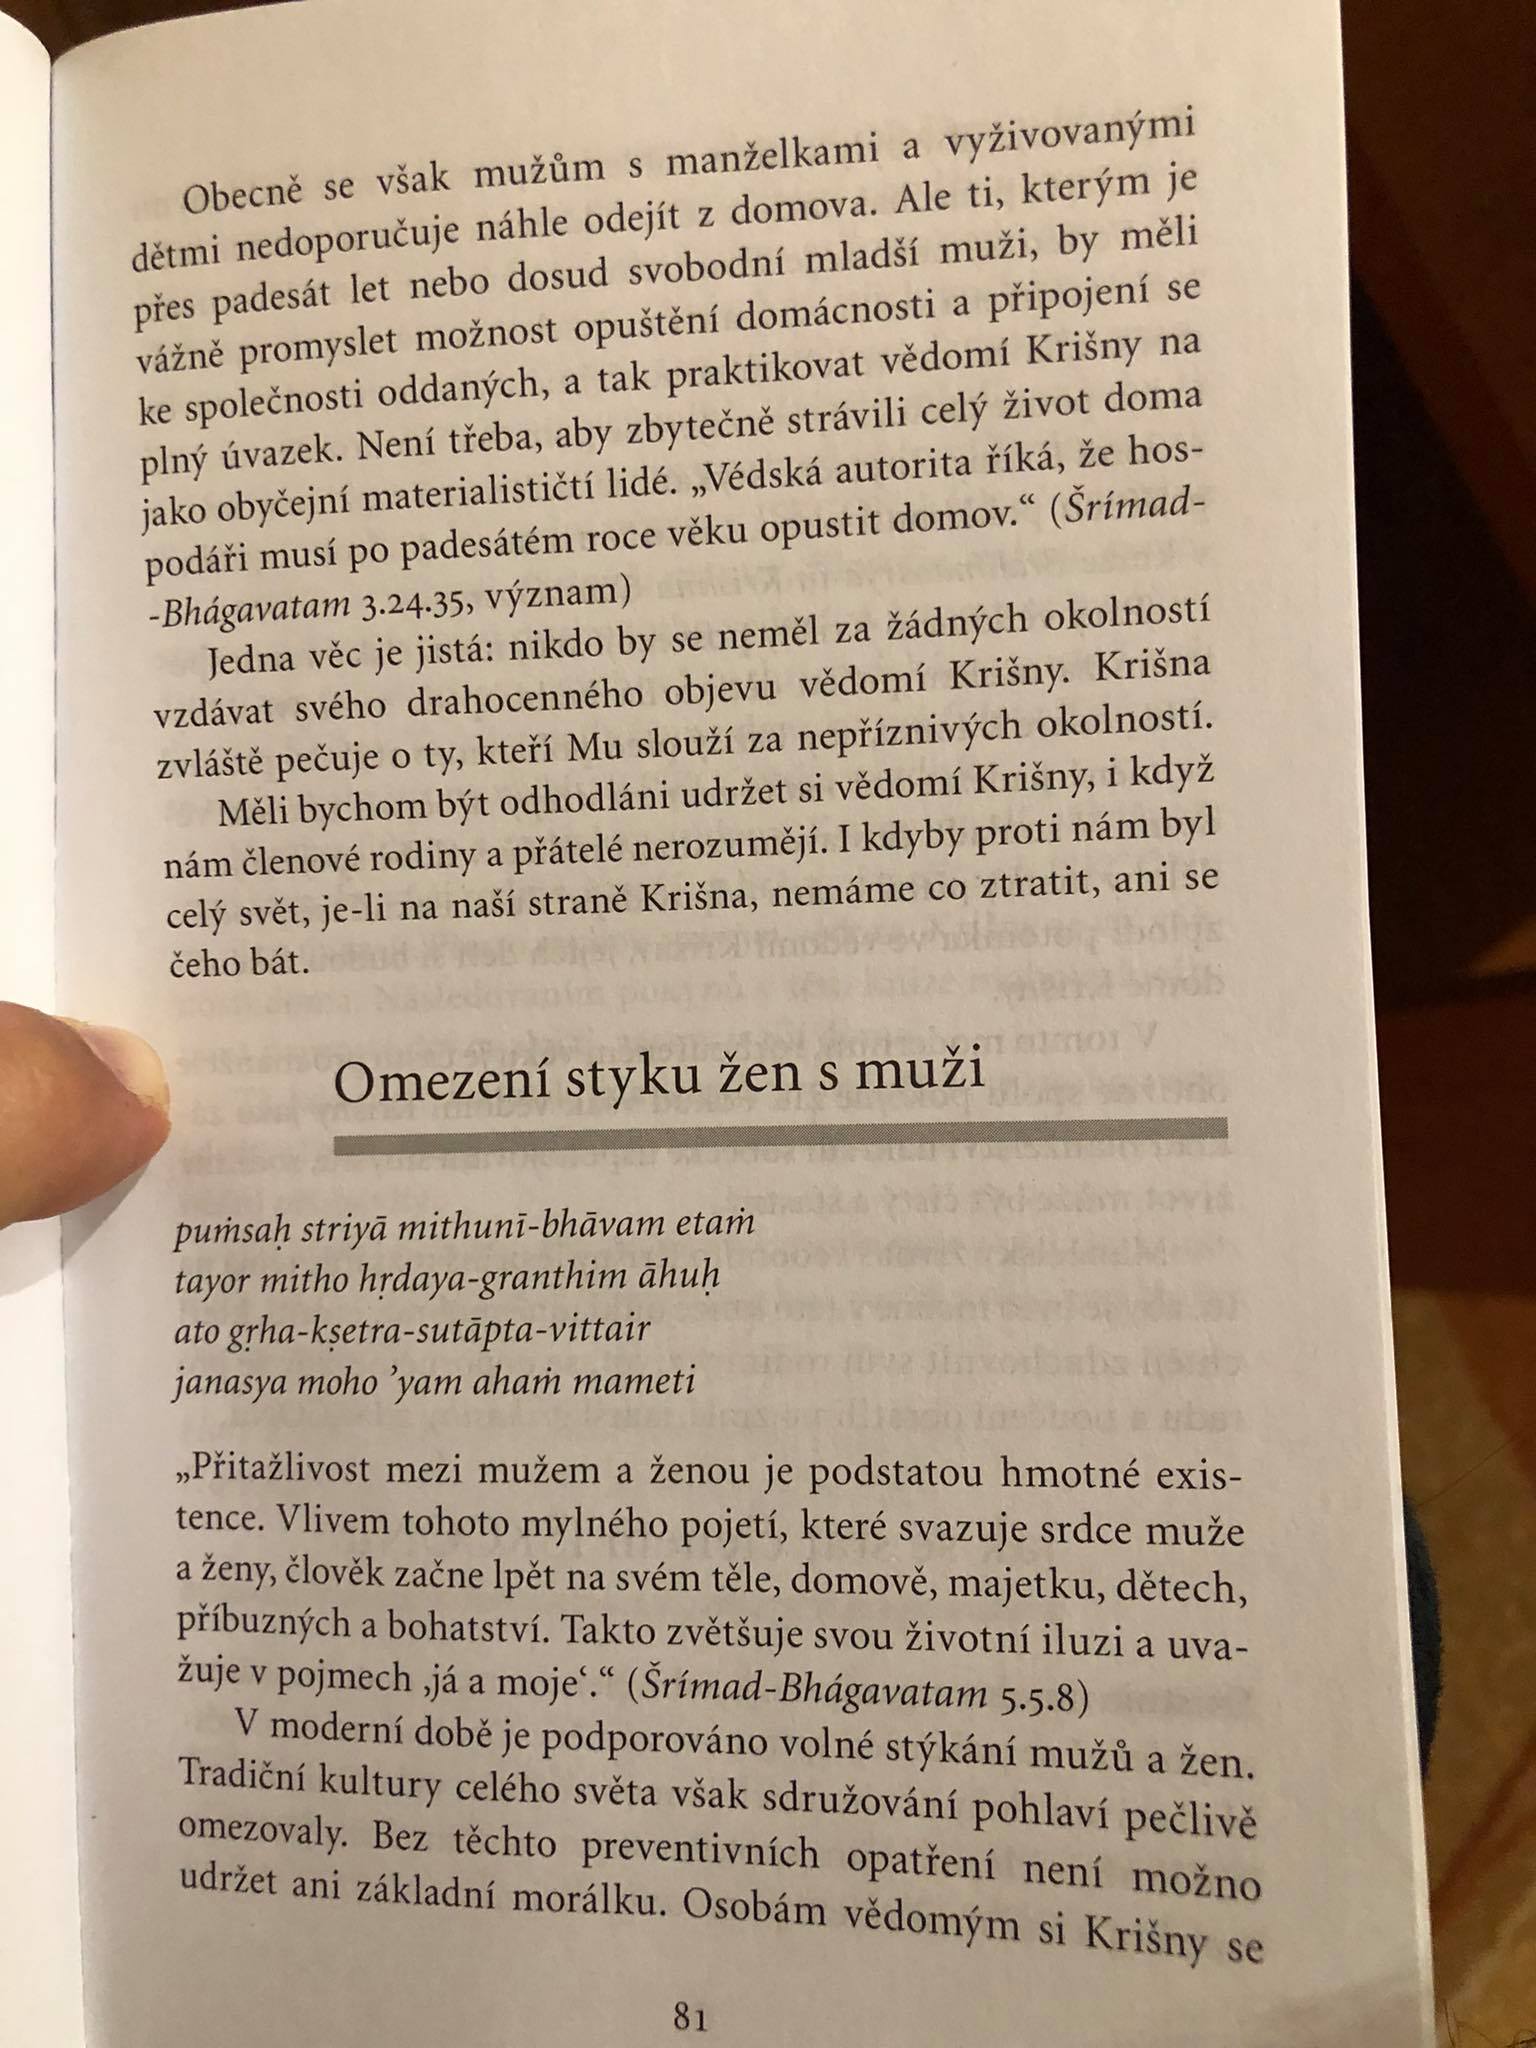 Obecně se však mužům s manželkami a vyživovanými
dětmi nedoporučuje náhle odejít z domova. Ale ti, kterým je
přes padesát let nebo dosud svobodní mladší muži, by měli
vážně promyslet možnost opuštění domácnosti a připojení se
ke společnosti oddaných, a tak praktikovat vědomí Krišny na
plný úvazek. Není třeba, aby zbytečně strávili celý život doma
jako obyčejní materialističtí lidé. „Védská autorita říká, že hos-
podáři musí po padesátém roce věku opustit domov.“ (Šrímad-
-Bhágavatam 3.24.35, význam)
Jedna věc je jistá: nikdo by se neměl za žádných okolností
vzdávat svého drahocenného objevu vědomí Krišny. Krišna
zvláště pečuje o ty, kteří Mu slouží za nepříznivých okolností.
Měli bychom být odhodláni udržet si vědomí Krišny, i když
nám členové rodiny a přátelé nerozumějí. I kdyby proti nám byl
celý svět, je-li na naší straně Krišna, nemáme co ztratit, ani se
čeho bát.
Omezení styku žen s muži
puṁsaḥ striyā mithunī-bhāvam etaṁ
tayor mitho hṛdaya-granthim āhuḥ
ato gṛha-kṣetra-sutāpta-vittair
janasya moho ’yam ahaṁ mameti
„Přitažlivost mezi mužem a ženou je podstatou hmotné exis-
tence. Vlivem tohoto mylného pojetí, které svazuje srdce muže
a ženy, člověk začne lpět na svém těle, domově, majetku, dětech,
příbuzných a bohatství. Takto zvětšuje svou životní iluzi a uva-
žuje v pojmech ‚já a moje‘.“ (Šrímad-Bhágavatam 5.5.8)
V moderní době je podporováno volné stýkání mužů a žen.
Tradiční kultury celého světa však sdružování pohlaví pečlivě
omezovaly. Bez těchto preventivních opatření není možno
udržet ani základní morálku. Osobám vědomým si Krišny se
81